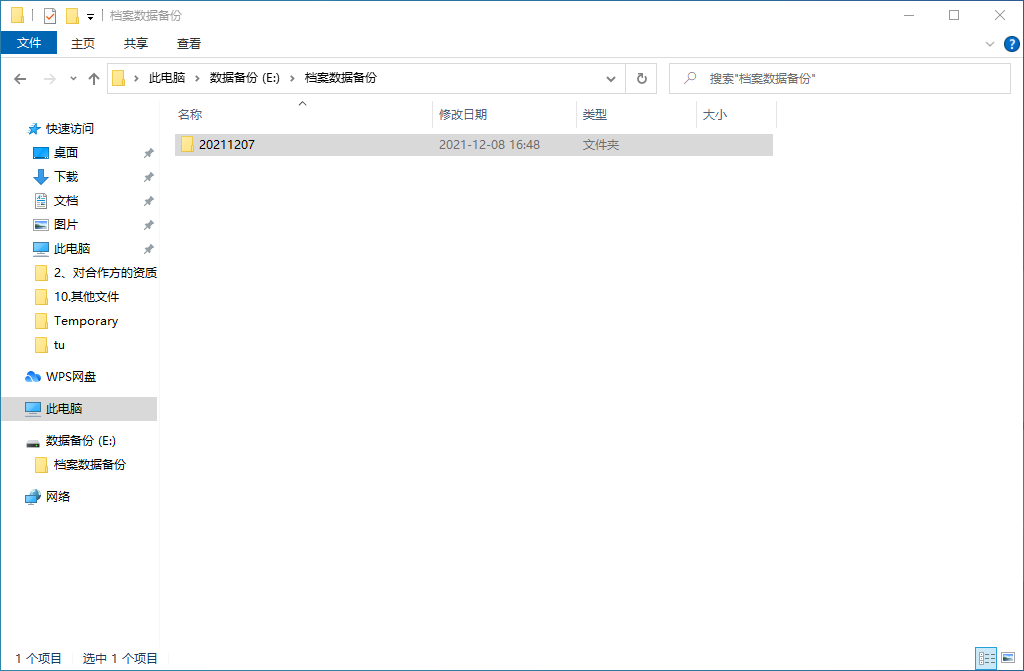 档案数据备份
文件 主页 共享 查看
此电脑 数据备份 (E:) 档案数据备份 搜索"档案数据备份"
名称 修改日期 类型 大小
20211207 2021-12-08 16:48 文件夹
快速访问
桌面
下载
文档
图片
此电脑
2、对合作方的资质
10.其他文件
Temporary
tu
WPS网盘
此电脑
数据备份 (E:)
档案数据备份
网络
1 个项目 选中 1 个项目